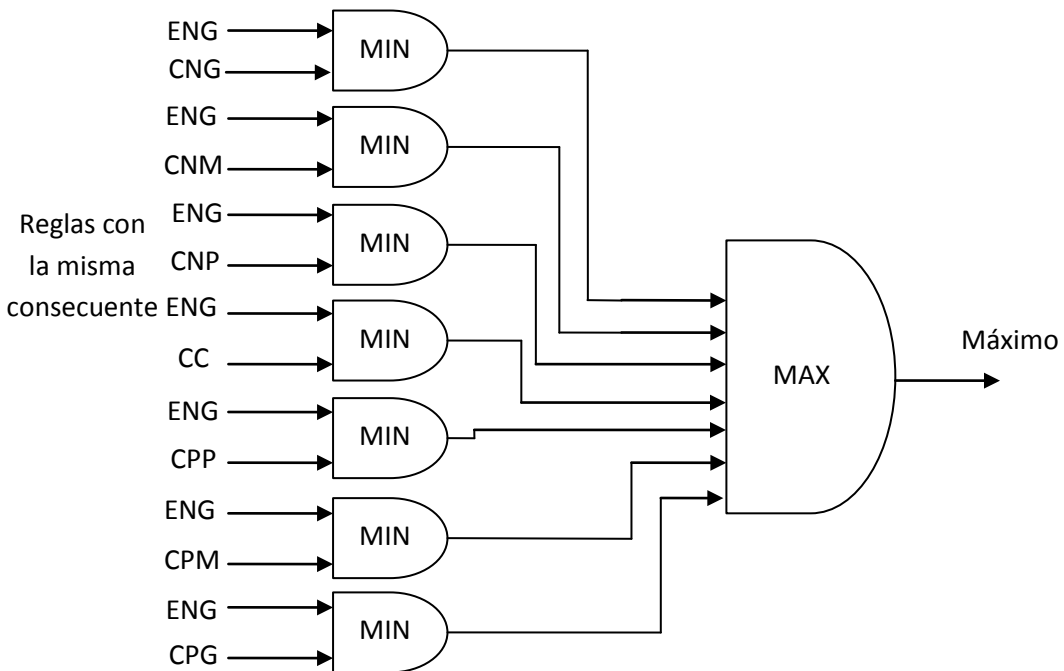 ENG
CNG
MIN
ENG
CNM
MIN
Reglas con
la misma
consecuente
ENG
CNP
MIN
ENG
CC
MIN
ENG
CPP
MIN
ENG
CPM
MIN
ENG
CPG
MIN
MAX
Máximo